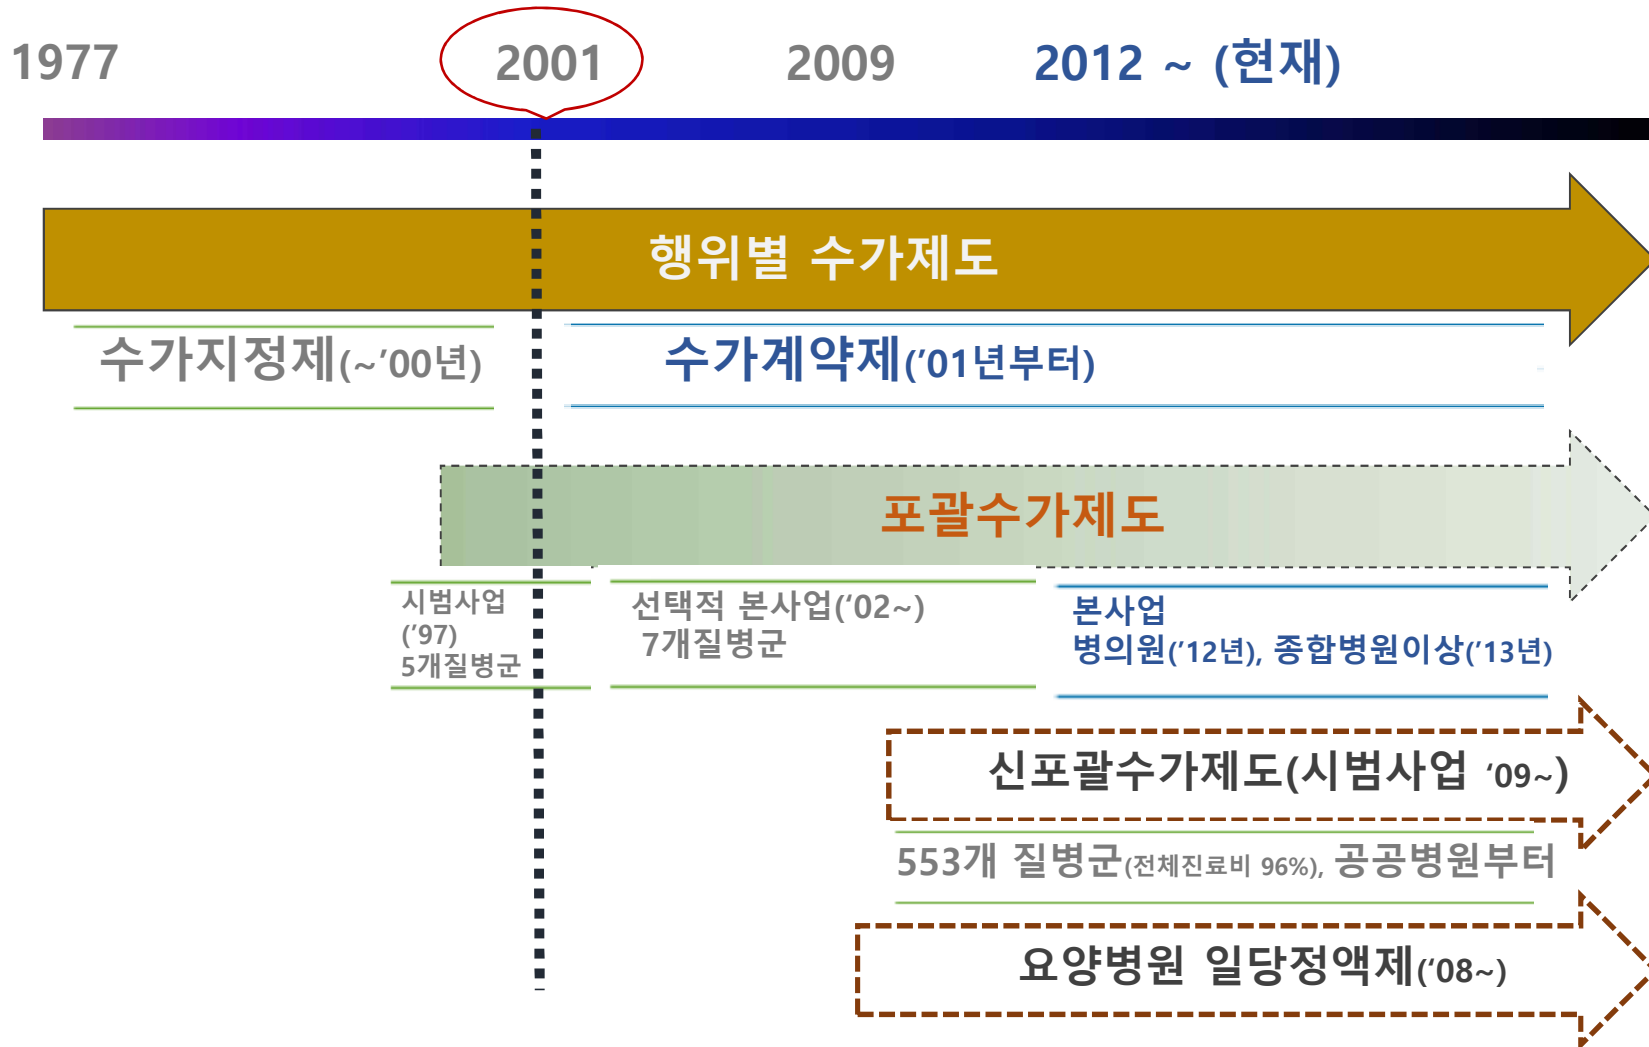 1977 2001 2009 2012 ~ (현재)
행위별 수가제도
수가지정제(~’00년) 수가계약제(’01년부터)
포괄수가제도
시범사업
(’97)
5개질병군
선택적 본사업(‘02~)
7개질병군
본사업
병의원(’12년), 종합병원이상(’13년)
신포괄수가제도(시범사업 ‘09~)
553개 질병군(전체진료비 96%), 공공병원부터
요양병원 일당정액제(‘08~)